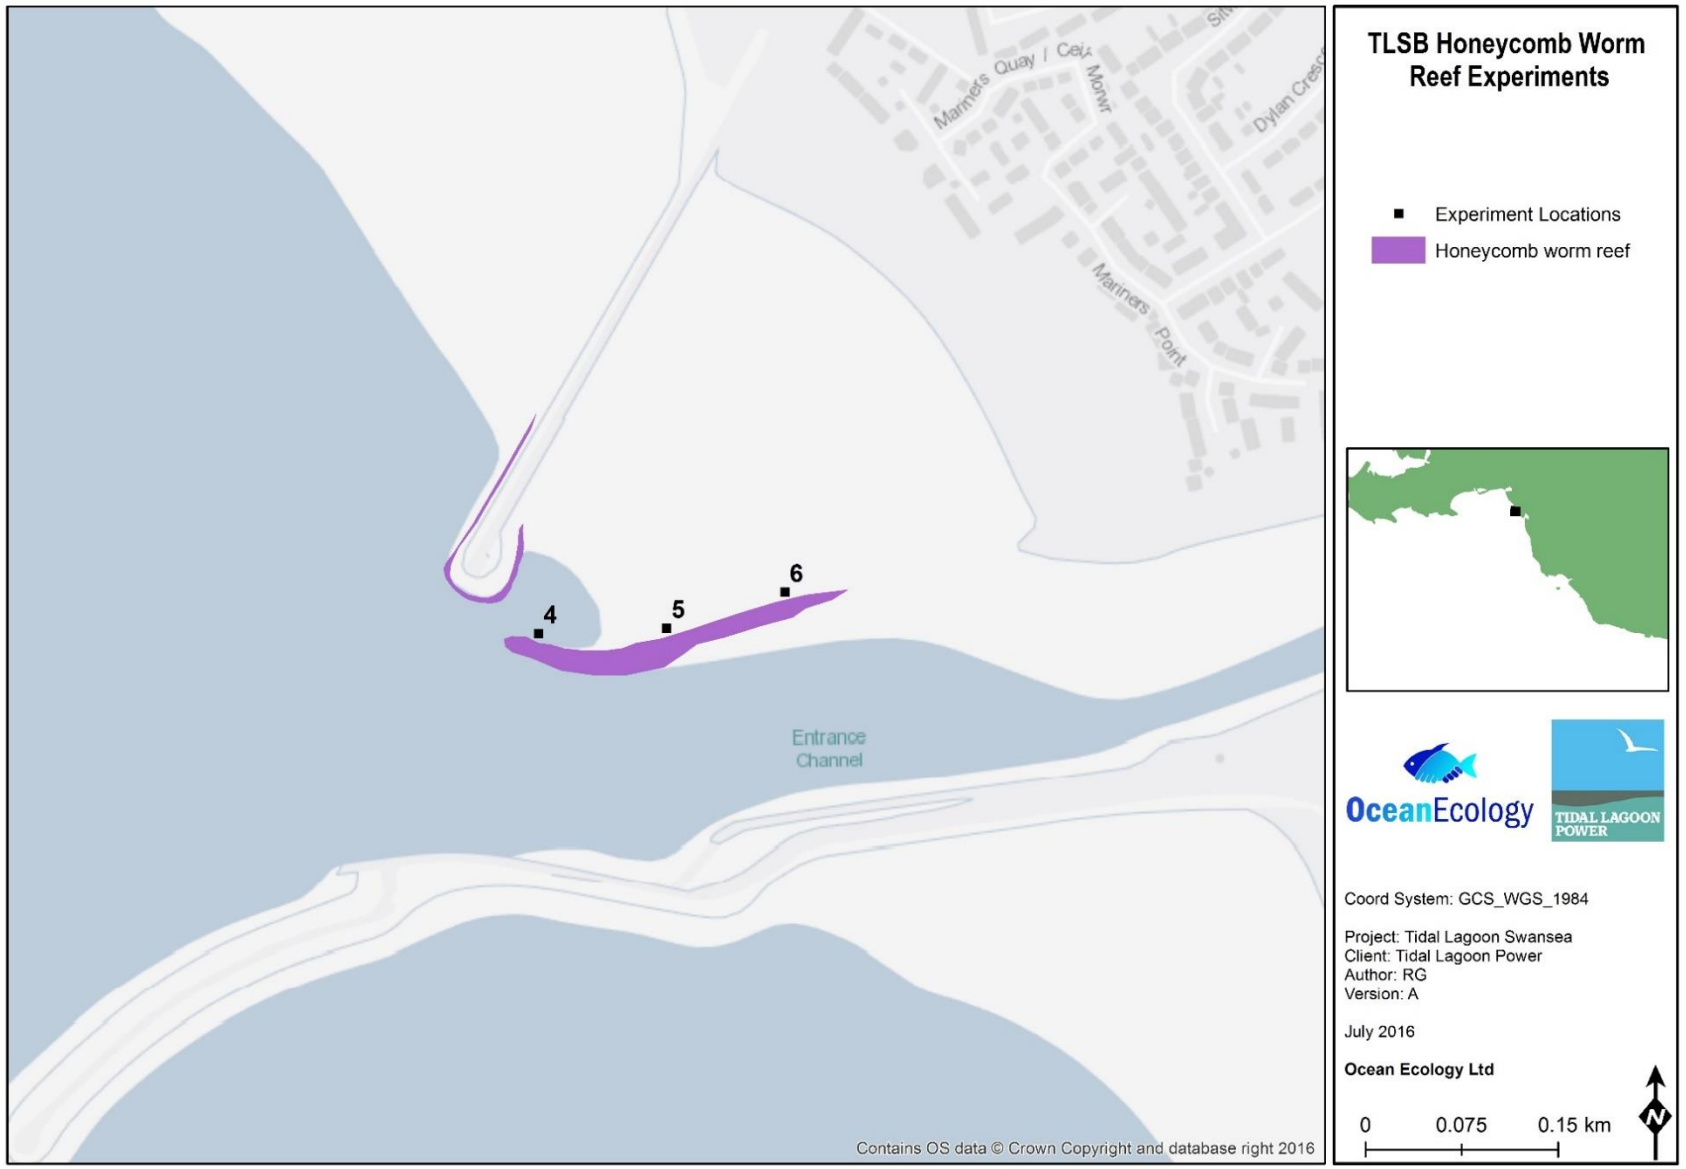 TLSB Honeycomb Worm
Reef Experiments
Experiment Locations
Honeycomb worm reef
Mariners Quay / Cei
Morwr
Dylan Cresc
Mariners Point
6
5
4
Entrance
Channel
OceanEcology
TIDAL LAGOON
POWER
Coord System: GCS_WGS_1984
Project: Tidal Lagoon Swansea
Client: Tidal Lagoon Power
Author: RG
Version: A
July 2016
Ocean Ecology Ltd
N
0 0.075 0.15 km
Contains OS data © Crown Copyright and database right 2016